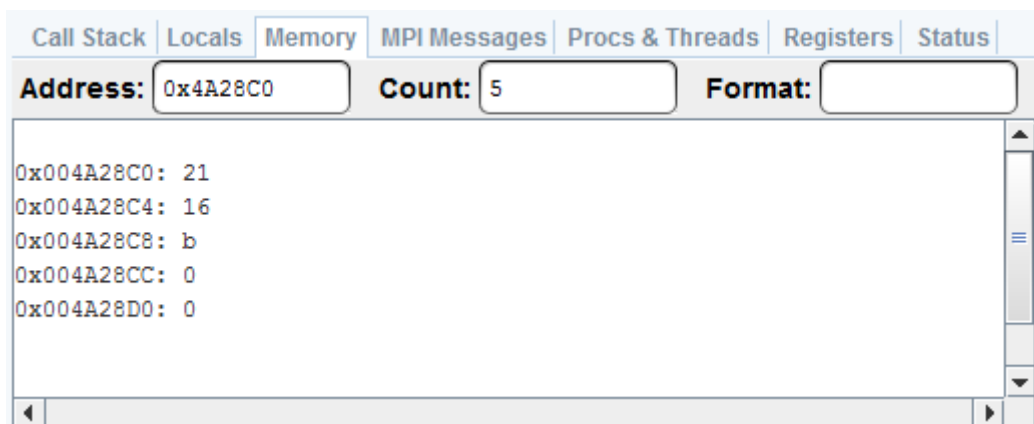 Call Stack Locals Memory MPI Messages Procs & Threads Registers Status
Address: 0x4A28C0 Count: 5 Format:
0x004A28C0: 21
0x004A28C4: 16
0x004A28C8: b
0x004A28CC: 0
0x004A28D0: 0